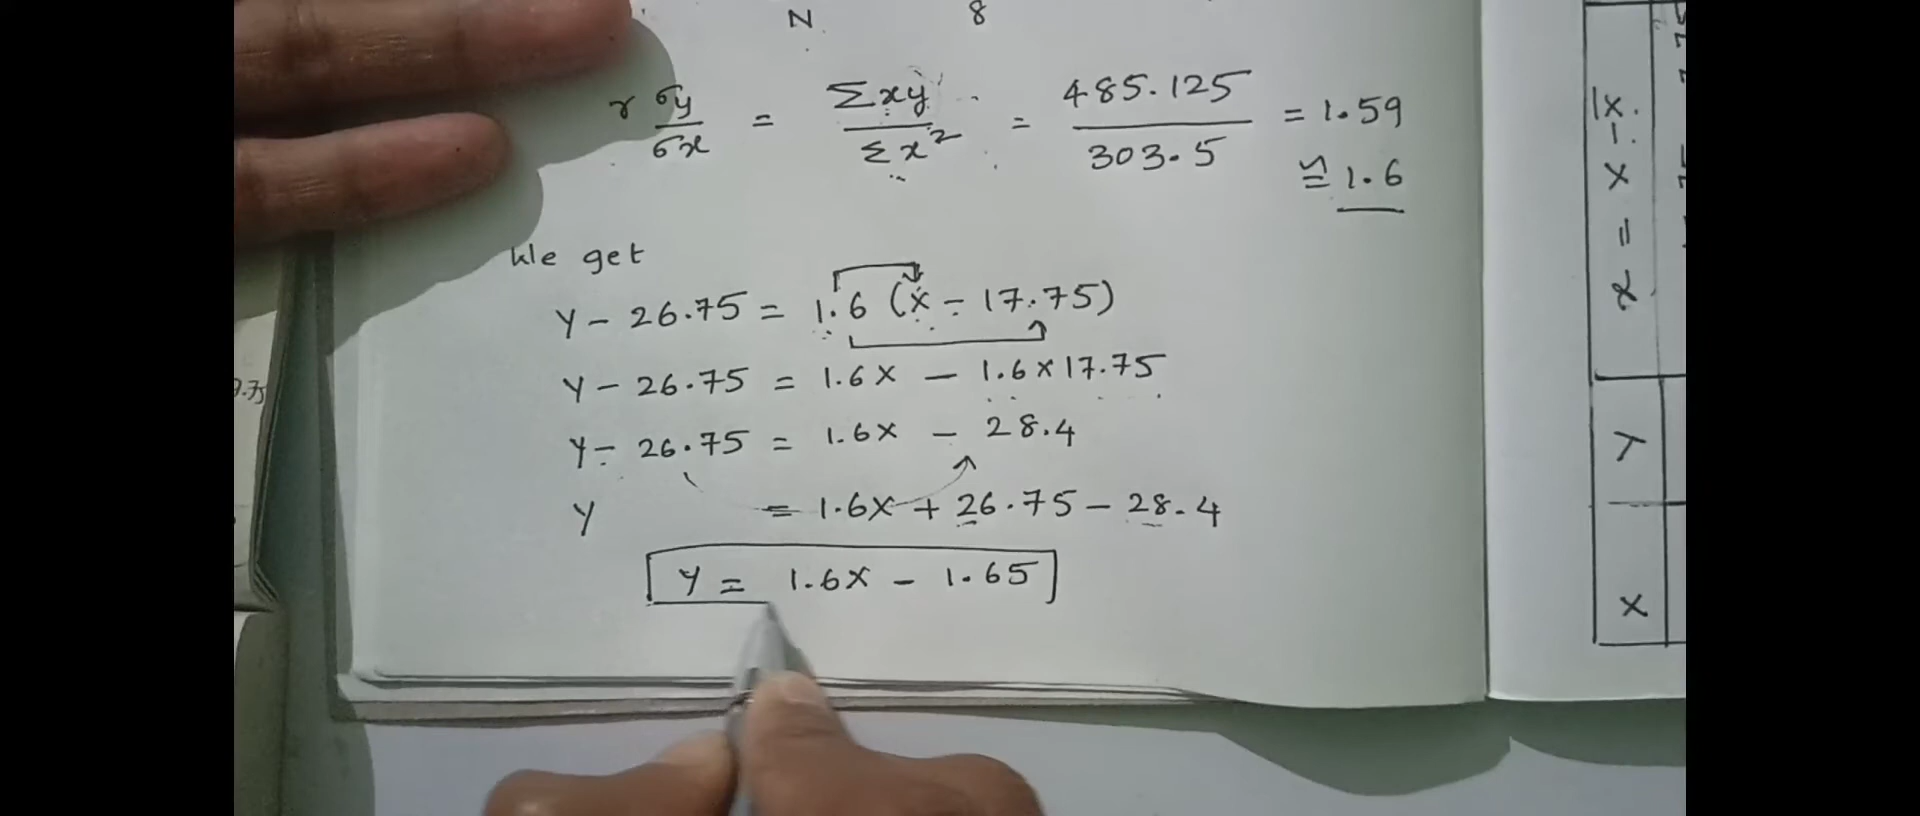 N 8
r σy/σx = Σxy/Σx² = 485.125/303.5 = 1.59
≅ 1.6
We get
Y - 26.75 = 1.6 (X - 17.75)
Y - 26.75 = 1.6X - 1.6×17.75
Y - 26.75 = 1.6X - 28.4
Y = 1.6X + 26.75 - 28.4
Y = 1.6X - 1.65
X Y x = X - X̄
9.75